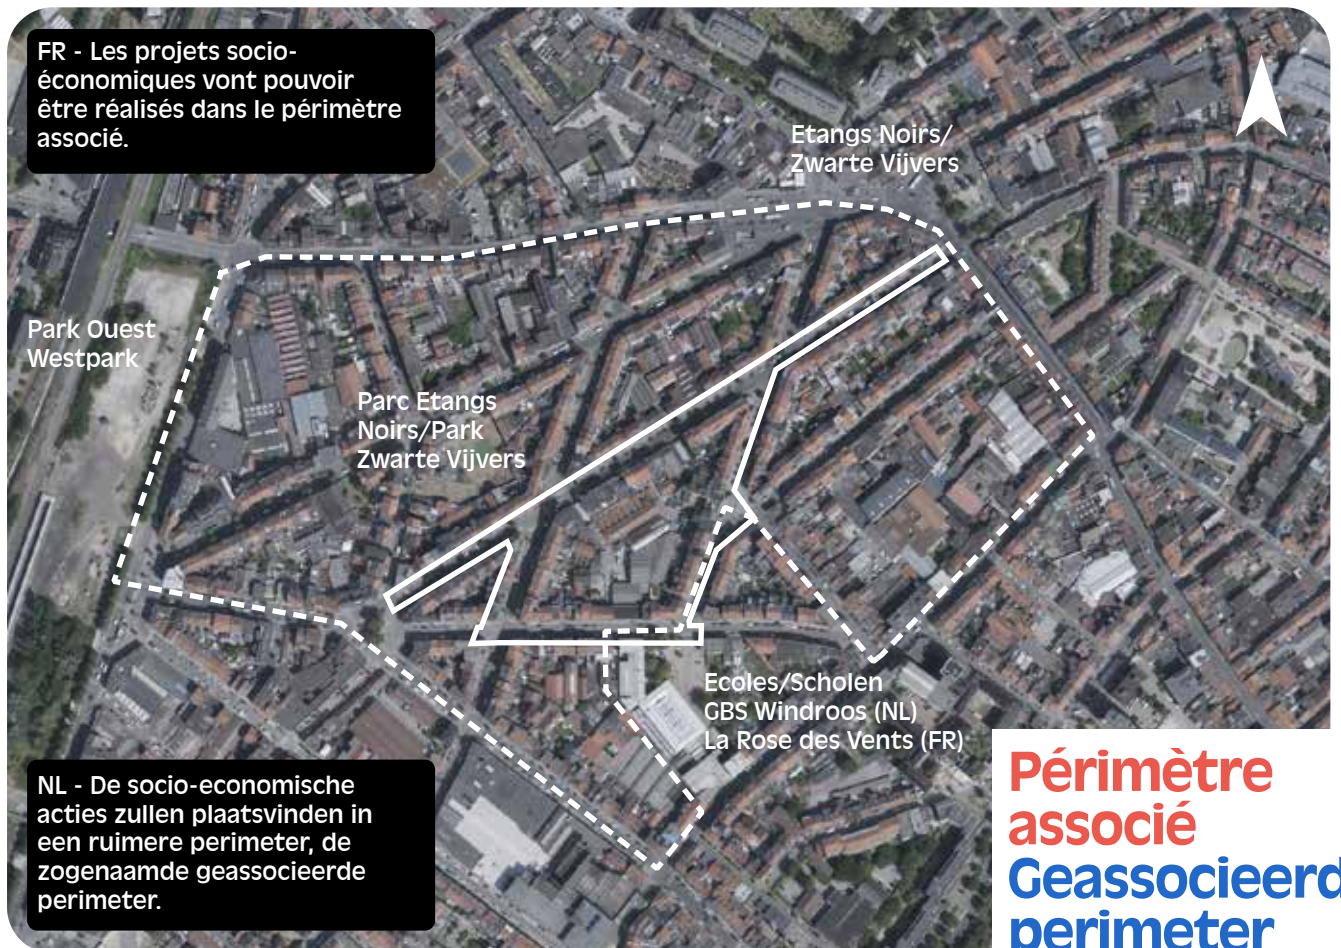 FR - Les projets socio-
économiques vont pouvoir
être réalisés dans le périmètre
associé.
Etangs Noirs/
Zwarte Vijvers
Park Ouest
Westpark
Parc Etangs
Noirs/Park
Zwarte Vijvers
Ecoles/Scholen
GBS Windroos (NL)
La Rose des Vents (FR)
NL - De socio-economische
acties zullen plaatsvinden in
een ruimere perimeter, de
zogenaamde geassocieerde
perimeter.
Périmètre
associé
Geassocieerd
perimeter